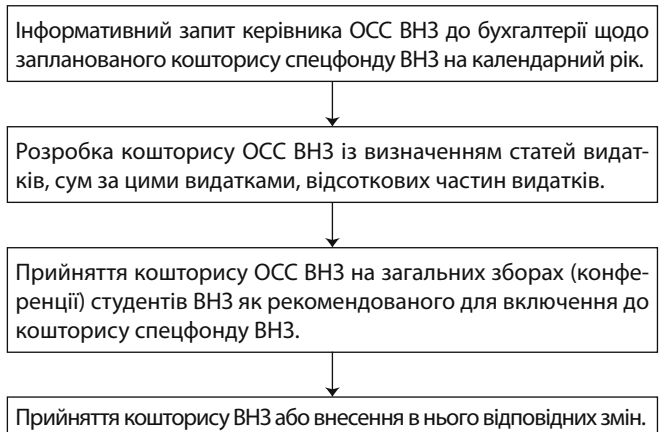 Інформативний запит керівника ОСС ВНЗ до бухгалтерії щодо
запланованого кошторису спецфонду ВНЗ на календарний рік.
Розробка кошторису ОСС ВНЗ із визначенням статей видат-
ків, сум за цими видатками, відсоткових частин видатків.
Прийняття кошторису ОСС ВНЗ на загальних зборах (конфе-
ренції) студентів ВНЗ як рекомендованого для включення до
кошторису спецфонду ВНЗ.
Прийняття кошторису ВНЗ або внесення в нього відповідних змін.